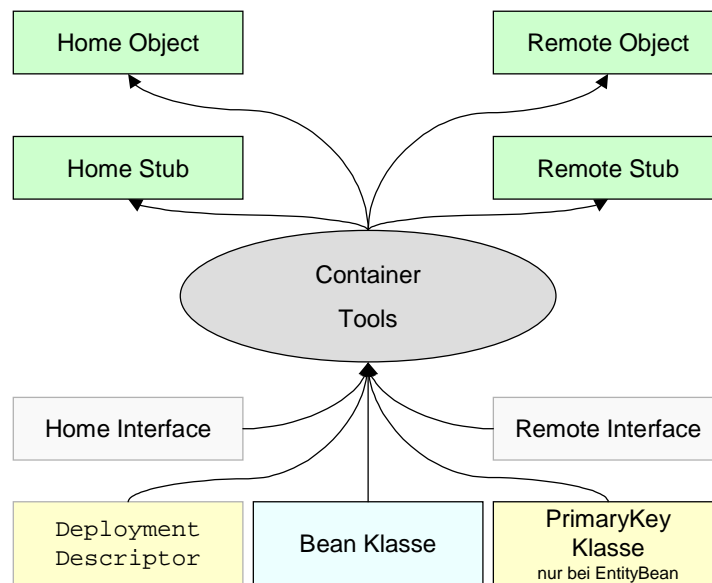 Home Object
Remote Object
Home Stub
Remote Stub
Container
Tools
Home Interface
Remote Interface
Deployment
Descriptor
Bean Klasse
PrimaryKey
Klasse
nur bei EntityBean